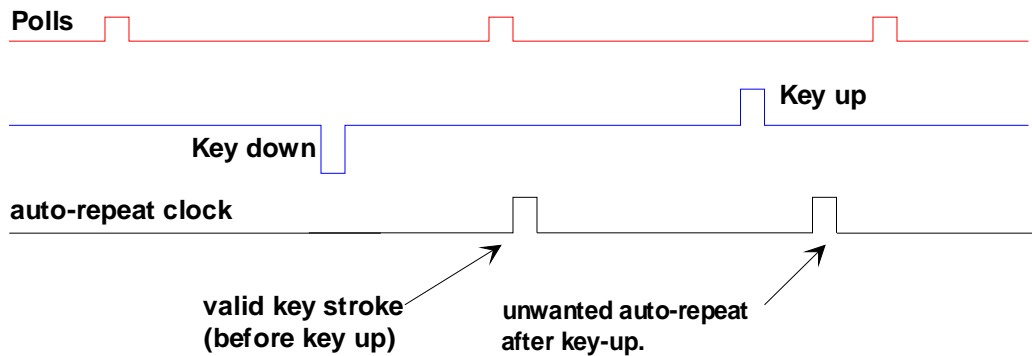 Polls
Key up
Key down
auto-repeat clock
valid key stroke
(before key up)
unwanted auto-repeat
after key-up.